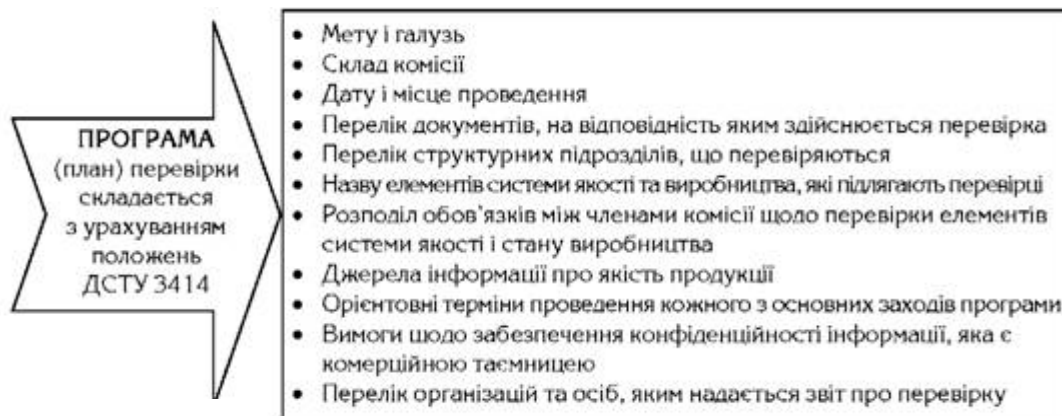 ПРОГРАМА
(план) перевірки
складається
з урахуванням
положень
ДСТУ 3414
• Мету і галузь
• Склад комісії
• Дату і місце проведення
• Перелік документів, на відповідність яким здійснюється перевірка
• Перелік структурних підрозділів, що перевіряються
• Назву елементів системи якості та виробництва, які підлягають перевірці
• Розподіл обов’язків між членами комісії щодо перевірки елементів
системи якості і стану виробництва
• Джерела інформації про якість продукції
• Орієнтовні терміни проведення кожного з основних заходів програми
• Вимоги щодо забезпечення конфіденційності інформації, яка є
комерційною таємницею
• Перелік організацій та осіб, яким надається звіт про перевірку